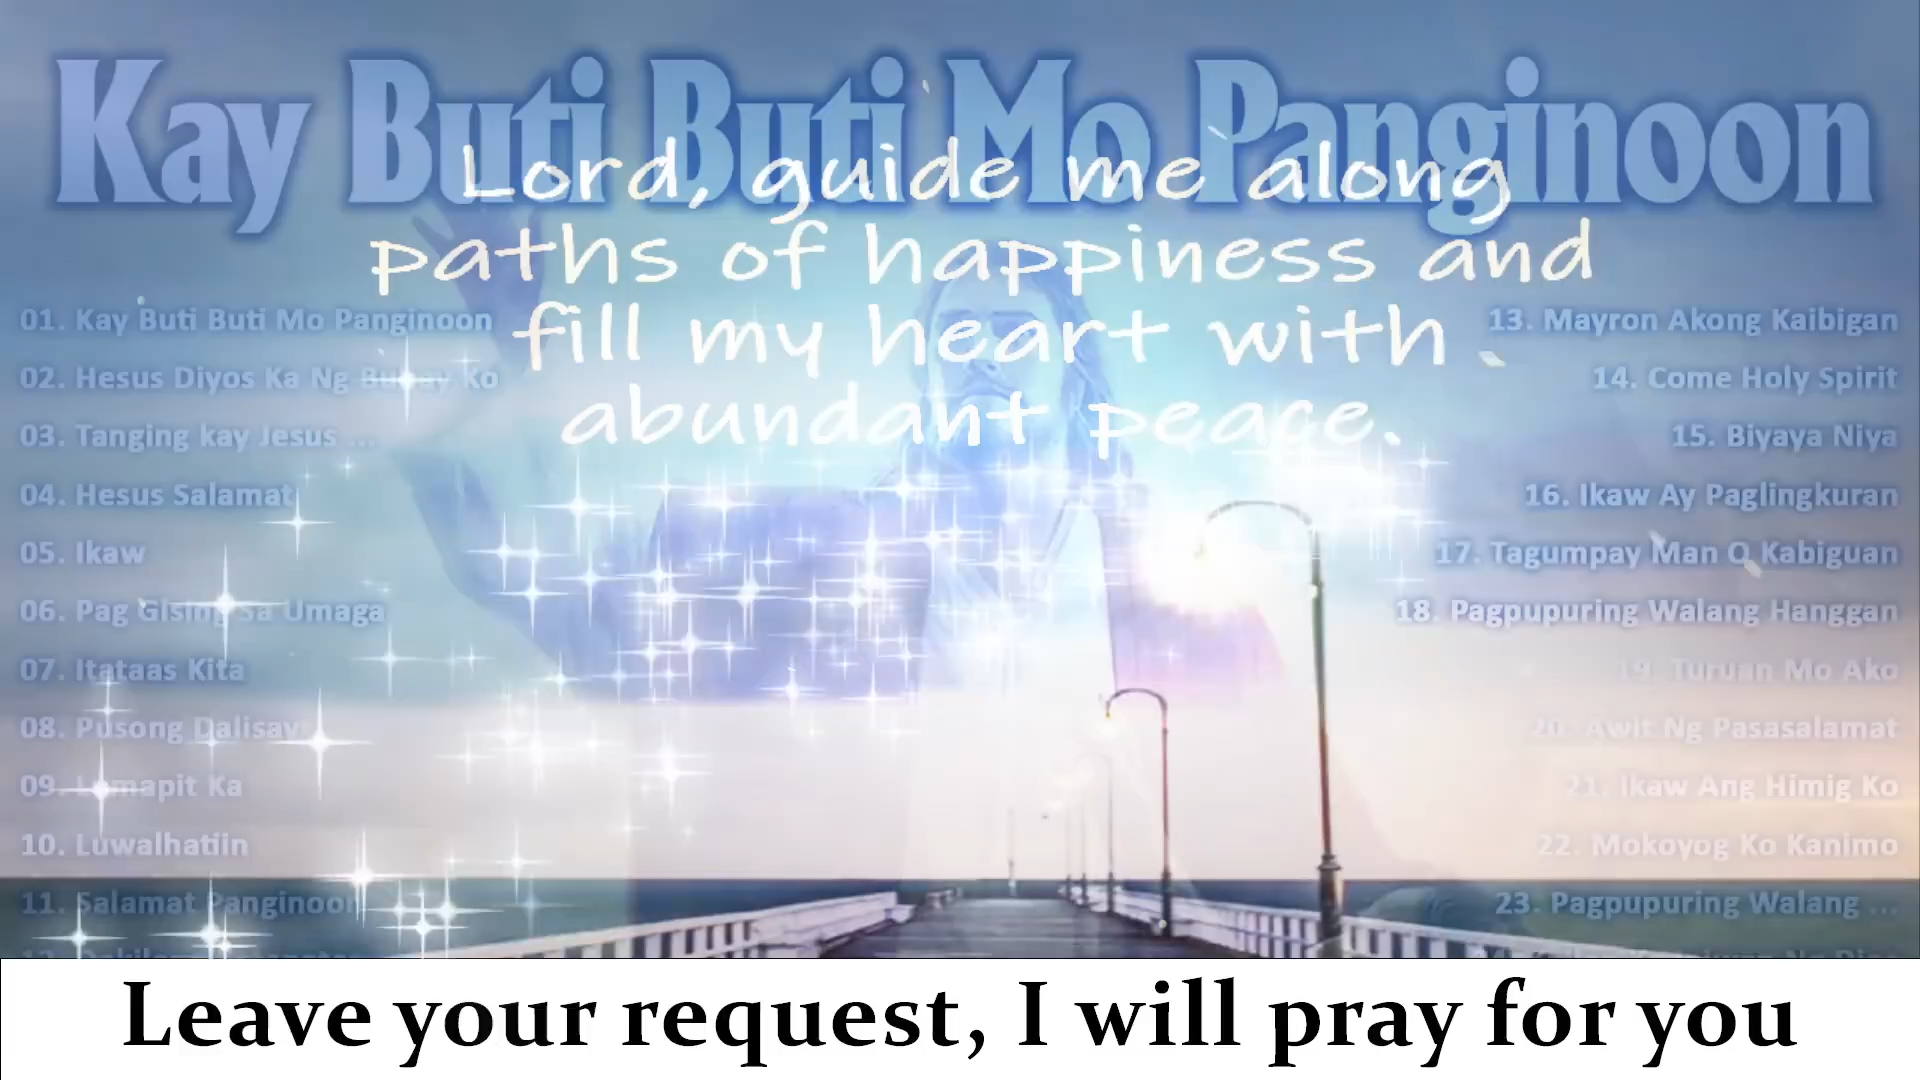 Kay Buti Buti Mo Panginoon
Lord, guide me along
paths of happiness and
fill my heart with
abundant peace.
01. Kay Buti Buti Mo Panginoon
02. Hesus Diyos Ka Ng Buhay Ko
03. Tanging kay Jesus ...
04. Hesus Salamat
05. Ikaw
06. Pag Gising Sa Umaga
07. Itataas Kita
08. Pusong Dalisay
09. Lumapit Ka
10. Luwalhatiin
11. Salamat Panginoon
13. Mayron Akong Kaibigan
14. Come Holy Spirit
15. Biyaya Niya
16. Ikaw Ay Paglingkuran
17. Tagumpay Man O Kabiguan
18. Pagpupuring Walang Hanggan
19. Turuan Mo Ako
20. Awit Ng Pasasalamat
21. Ikaw Ang Himig Ko
22. Mokoyog Ko Kanimo
23. Pagpupuring Walang ...
Leave your request, I will pray for you